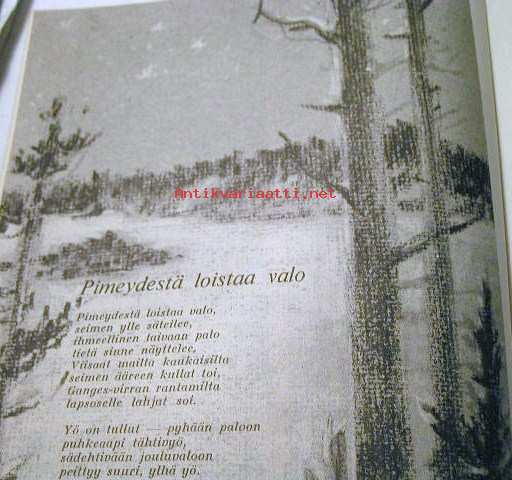 Antikvariaatti.net
Pimeydestä loistaa valo
Pimeydestä loistaa valo,
seimen ylle säteilee,
ihmeellinen taivaan palo
tietä sinne näyttelee,
Viisaat mailta kaukaisilta
seimen ääreen kullat toi,
Ganges-virran rantamilta
lapsoselle lahjat soi.
Yö on tullut — pyhään paloon
puhkeaapi tähtivyö,
sädehtivään jouluvaloon
peittyy suuri, ylhä yö.